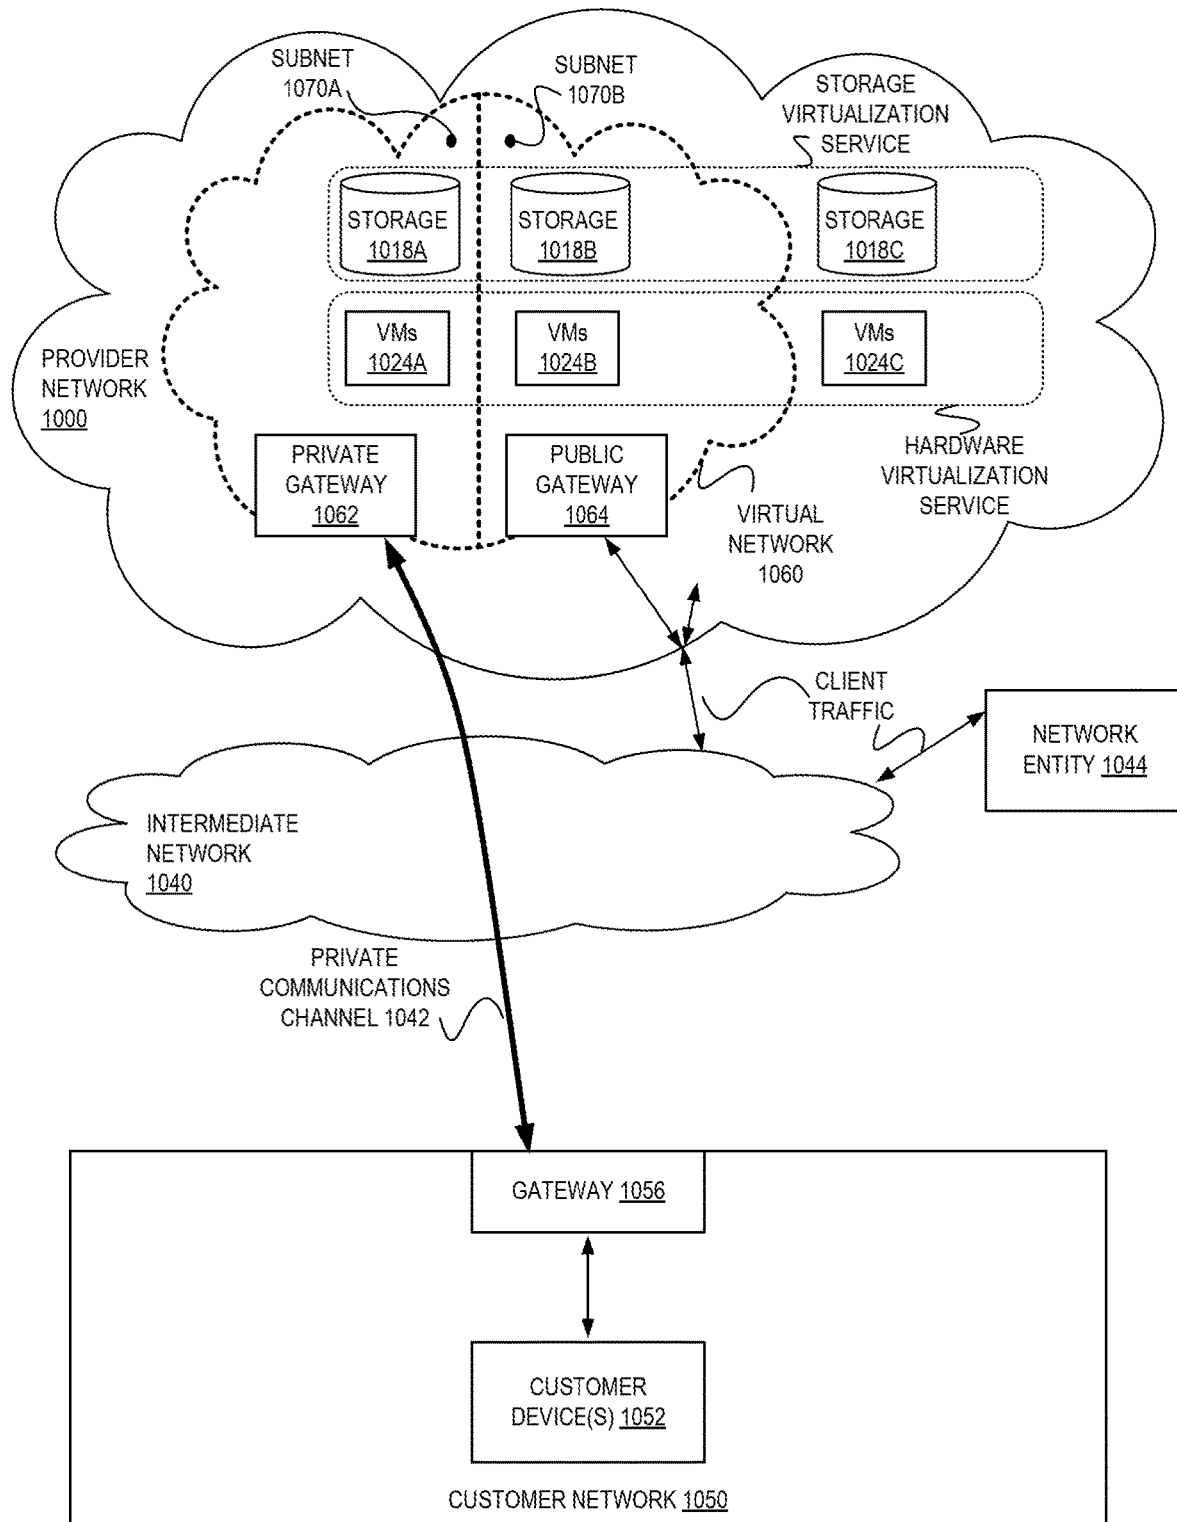 SUBNET
1070A
SUBNET
1070B
STORAGE
VIRTUALIZATION
SERVICE
STORAGE
1018A
STORAGE
1018B
STORAGE
1018C
VMs
1024A
VMs
1024B
VMs
1024C
PROVIDER
NETWORK
1000
PRIVATE
GATEWAY
1062
PUBLIC
GATEWAY
1064
HARDWARE
VIRTUALIZATION
SERVICE
VIRTUAL
NETWORK
1060
CLIENT
TRAFFIC
NETWORK
ENTITY 1044
INTERMEDIATE
NETWORK
1040
PRIVATE
COMMUNICATIONS
CHANNEL 1042
GATEWAY 1056
CUSTOMER
DEVICE(S) 1052
CUSTOMER NETWORK 1050